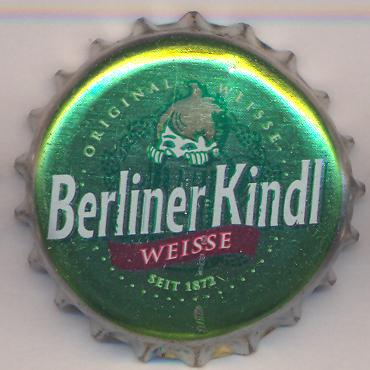 ORIGINAL WEISSE
Berliner Kindl
WEISSE
SEIT 1872